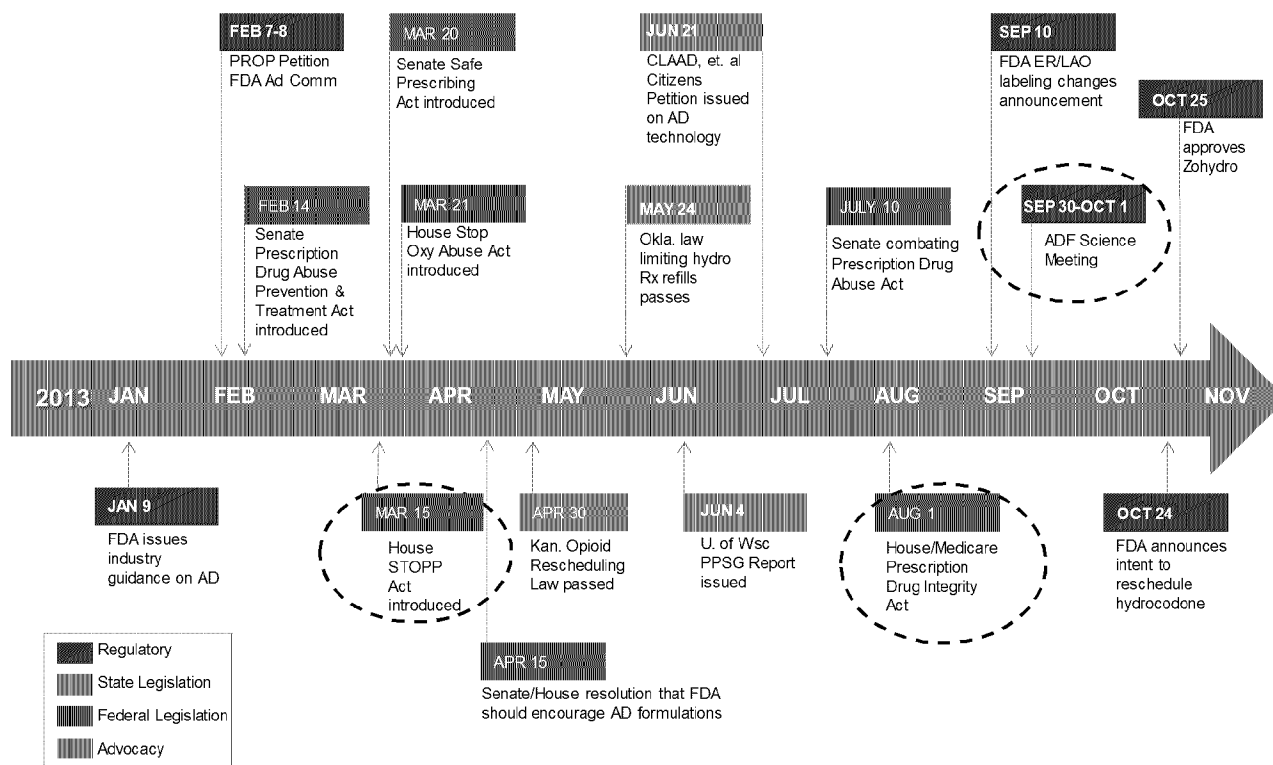 FEB 7-8
PROP Petition
FDA Ad Comm
MAR 20
Senate Safe
Prescribing
Act introduced
JUN 21
CLAAD, et. al
Citizens
Petition issued
on AD
technology
SEP 10
FDA ER/LAO
labeling changes
announcement
OCT 25
FDA
approves
Zohydro
FEB 14
Senate
Prescription
Drug Abuse
Prevention &
Treatment Act
introduced
MAR 21
House Stop
Oxy Abuse Act
introduced
MAY 24
Okla. law
limiting hydro
Rx refills
passes
JULY 10
Senate combating
Prescription Drug
Abuse Act
SEP 30-OCT 1
ADF Science
Meeting
2013 JAN FEB MAR APR MAY JUN JUL AUG SEP OCT NOV
JAN 9
FDA issues
industry
guidance on AD
MAR 15
House
STOPP
Act
introduced
APR 30
Kan. Opioid
Rescheduling
Law passed
JUN 4
U. of Wsc
PPSG Report
issued
AUG 1
House/Medicare
Prescription
Drug Integrity
Act
OCT 24
FDA announces
intent to
reschedule
hydrocodone
APR 15
Senate/House resolution that FDA
should encourage AD formulations
Regulatory
State Legislation
Federal Legislation
Advocacy